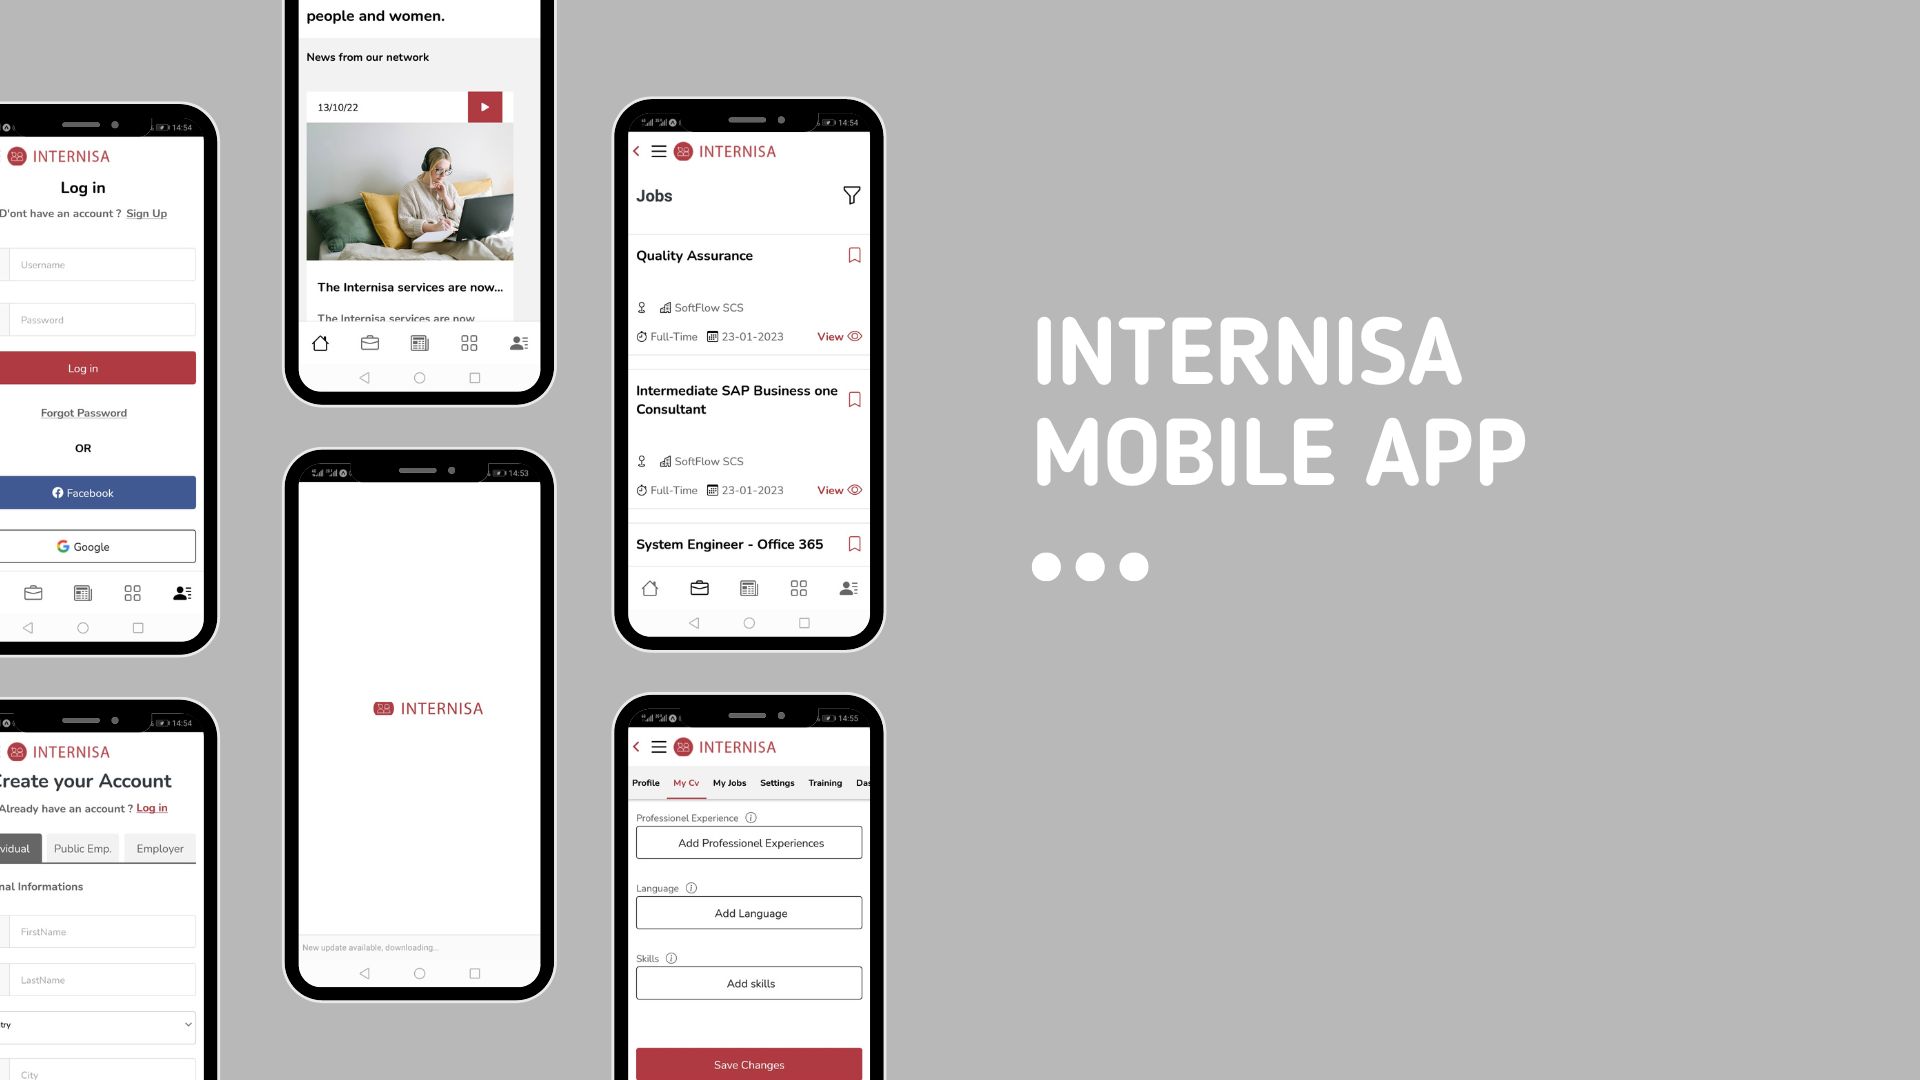 14:54
INTERNISA
Log in
D'ont have an account ? Sign Up
Username
Password
Log in
Forgot Password
OR
Facebook
Google
14:54
INTERNISA
Create your Account
Already have an account ? Log in
Public Emp.
Employer
Informations
FirstName
LastName
City
people and women.
News from our network
13/10/22
The Internisa services are now...
The Internisa services are now
14:53
INTERNISA
New update available, downloading...
14:54
INTERNISA
Jobs
Quality Assurance
SoftFlow SCS
Full-Time 23-01-2023 View
Intermediate SAP Business one
Consultant
SoftFlow SCS
Full-Time 23-01-2023 View
System Engineer - Office 365
14:55
INTERNISA
Profile My Cv My Jobs Settings Training
Professionel Experience
Add Professionel Experiences
Language
Add Language
Skills
Add skills
Save Changes
INTERNISA
MOBILE APP